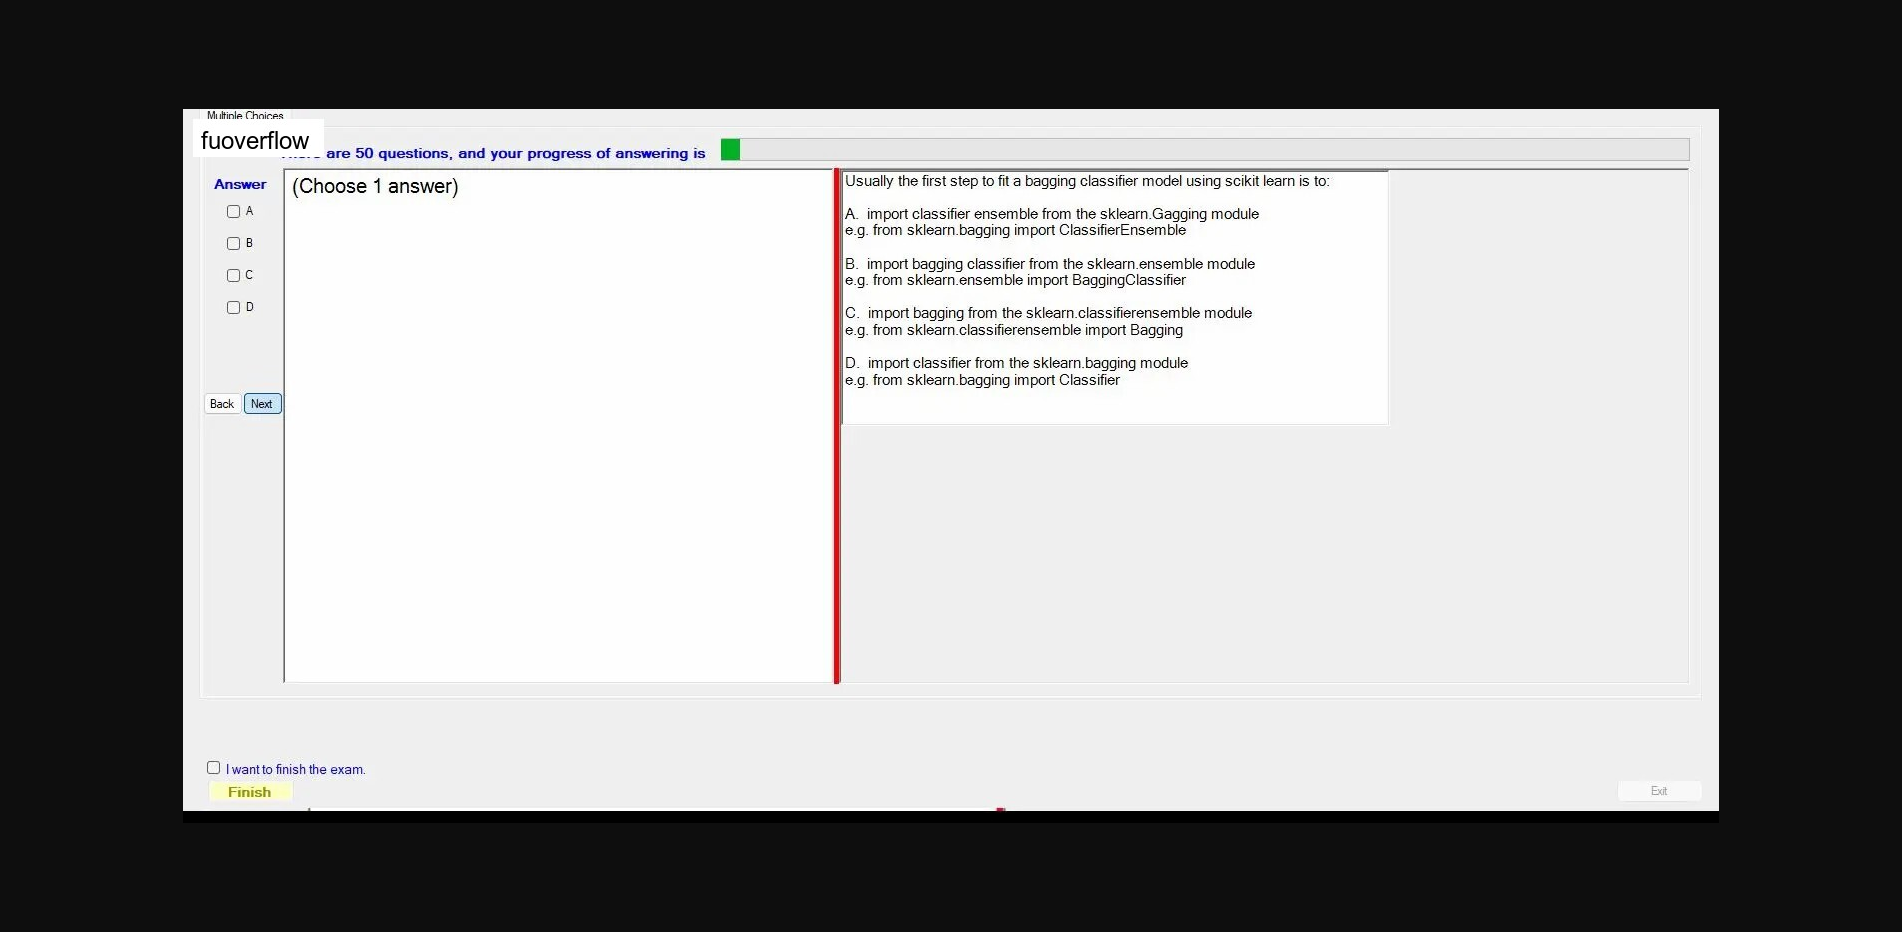 Multiple Choices
fuoverflow
are 50 questions, and your progress of answering is
Answer
A
B
C
D
Back Next
(Choose 1 answer)
Usually the first step to fit a bagging classifier model using scikit learn is to:
A. import classifier ensemble from the sklearn.Gagging module
e.g. from sklearn.bagging import ClassifierEnsemble
B. import bagging classifier from the sklearn.ensemble module
e.g. from sklearn.ensemble import BaggingClassifier
C. import bagging from the sklearn.classifierensemble module
e.g. from sklearn.classifierensemble import Bagging
D. import classifier from the sklearn.bagging module
e.g. from sklearn.bagging import Classifier
I want to finish the exam.
Finish
Exit